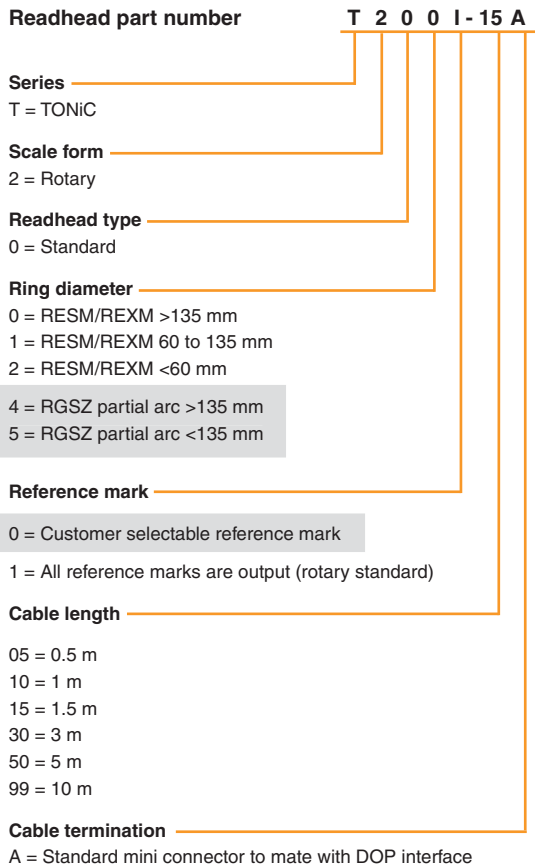 Readhead part number T 2 0 0 I - 15 A
Series
T = TONiC
Scale form
2 = Rotary
Readhead type
0 = Standard
Ring diameter
0 = RESM/REXM >135 mm
1 = RESM/REXM 60 to 135 mm
2 = RESM/REXM <60 mm
4 = RGSZ partial arc >135 mm
5 = RGSZ partial arc <135 mm
Reference mark
0 = Customer selectable reference mark
1 = All reference marks are output (rotary standard)
Cable length
05 = 0.5 m
10 = 1 m
15 = 1.5 m
30 = 3 m
50 = 5 m
99 = 10 m
Cable termination
A = Standard mini connector to mate with DOP interface